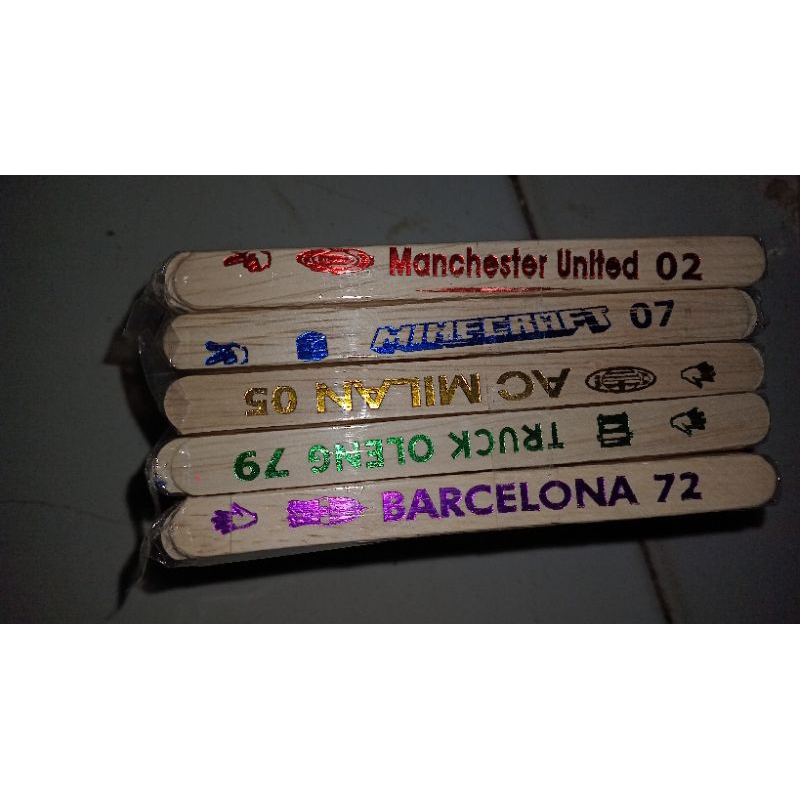 Manchester United 02
MINECRAFT 07
AC MILAN 05
TRUCK OLENG 79
BARCELONA 72